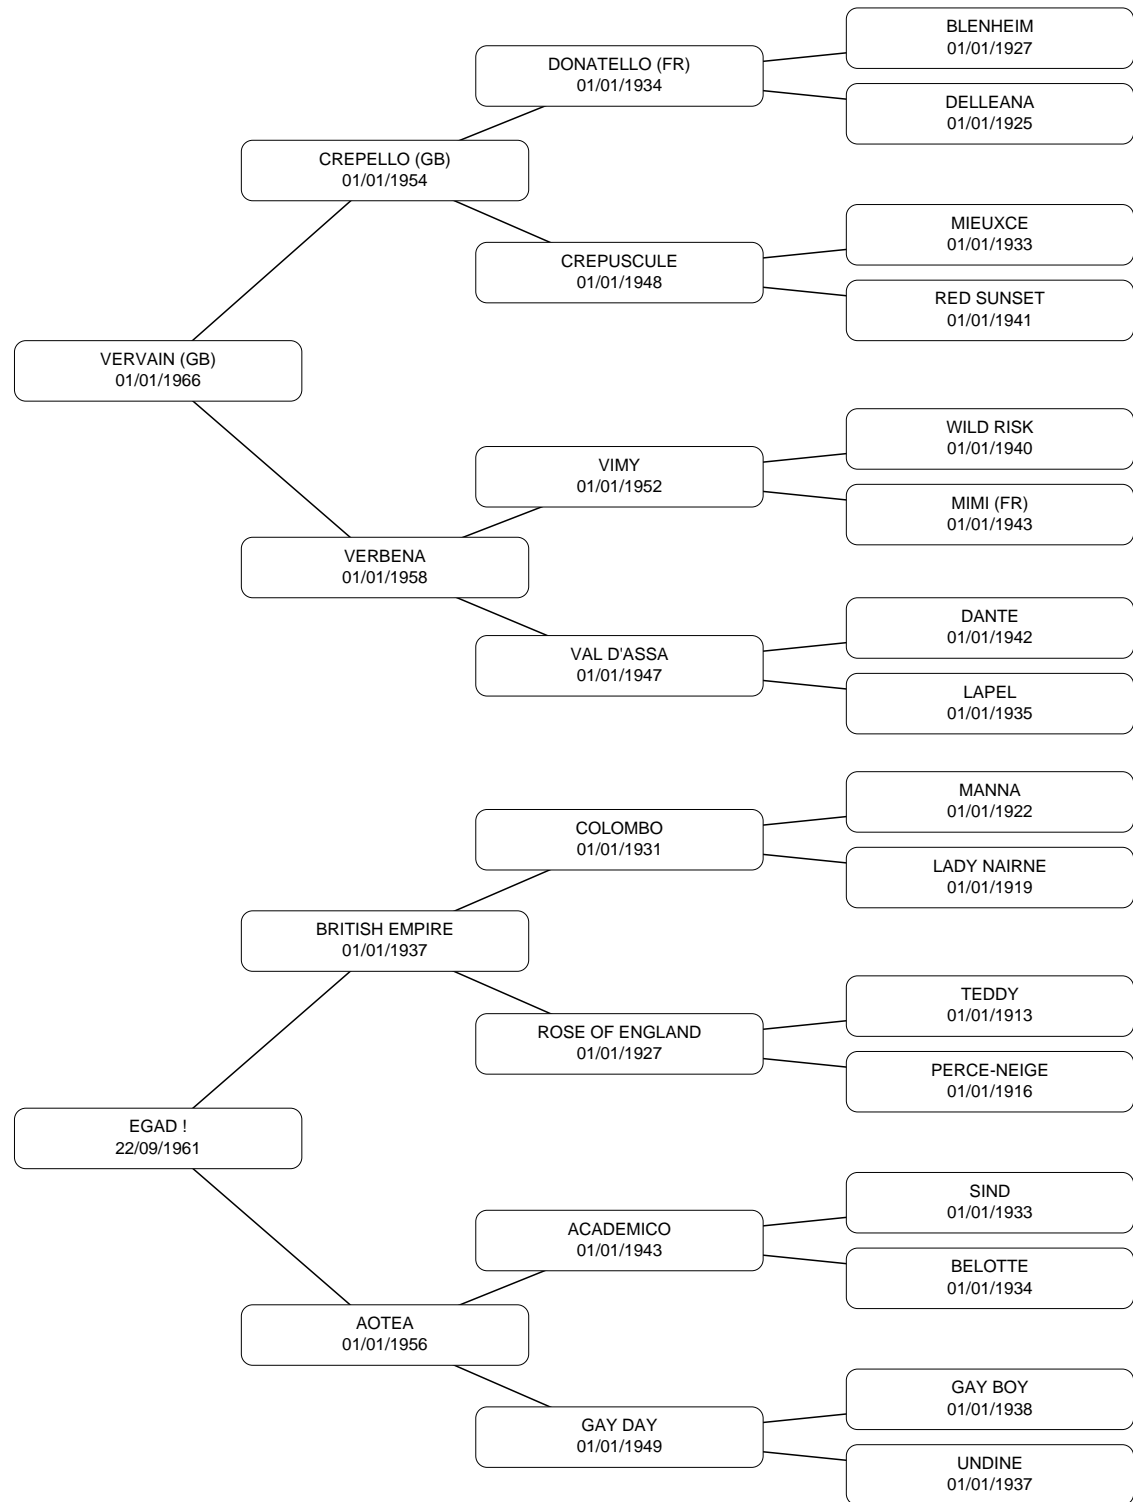 BLENHEIM
01/01/1927
DONATELLO (FR)
01/01/1934
DELLEANA
01/01/1925
CREPELLO (GB)
01/01/1954
MIEUXCE
01/01/1933
CREPUSCULE
01/01/1948
RED SUNSET
01/01/1941
VERVAIN (GB)
01/01/1966
WILD RISK
01/01/1940
VIMY
01/01/1952
MIMI (FR)
01/01/1943
VERBENA
01/01/1958
DANTE
01/01/1942
VAL D'ASSA
01/01/1947
LAPEL
01/01/1935
MANNA
01/01/1922
COLOMBO
01/01/1931
LADY NAIRNE
01/01/1919
BRITISH EMPIRE
01/01/1937
TEDDY
01/01/1913
ROSE OF ENGLAND
01/01/1927
PERCE-NEIGE
01/01/1916
EGAD !
22/09/1961
SIND
01/01/1933
ACADEMICO
01/01/1943
BELOTTE
01/01/1934
AOTEA
01/01/1956
GAY BOY
01/01/1938
GAY DAY
01/01/1949
UNDINE
01/01/1937